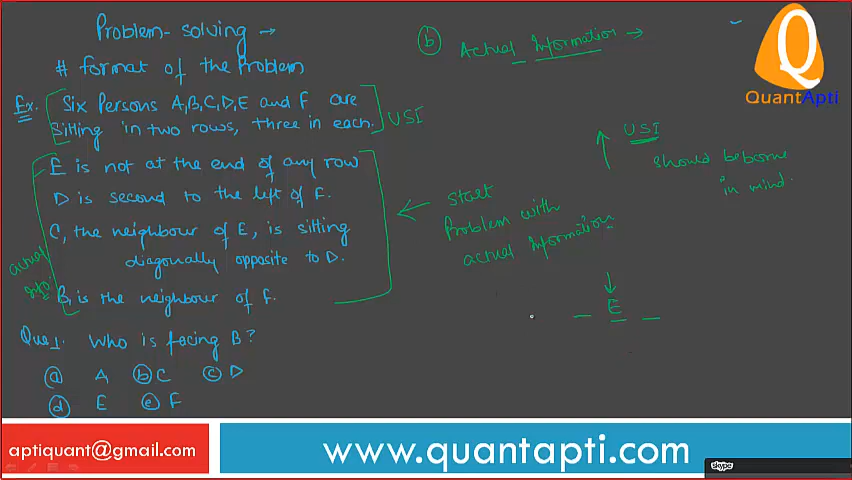 Problem-solving →
# format of the Problem
Ex. Six Persons A,B,C,D,E and F are
Sitting in two rows, three in each.
USI
E is not at the end of any row
D is second to the left of F.
C, the neighbour of E, is sitting
diagonally opposite to D.
B, is the neighbour of F.
actual
info
Que 1. Who is facing B?
(a) A (b) C (c) D
(d) E (e) F
(b) Actual Information →
USI
should be
in mind.
start
Problem with
actual information
_ E _
Q
QuantApti
aptiquant@gmail.com
www.quantapti.com
skype